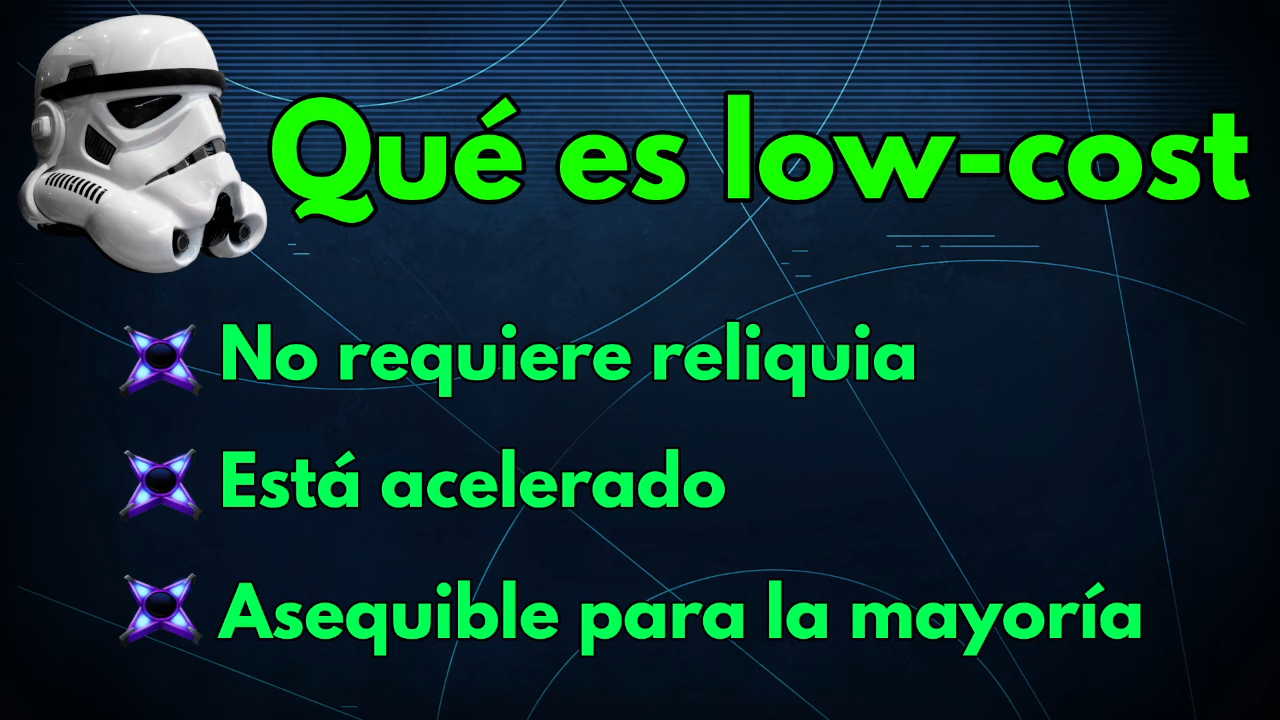 Qué es low-cost
No requiere reliquia
Está acelerado
Asequible para la mayoría